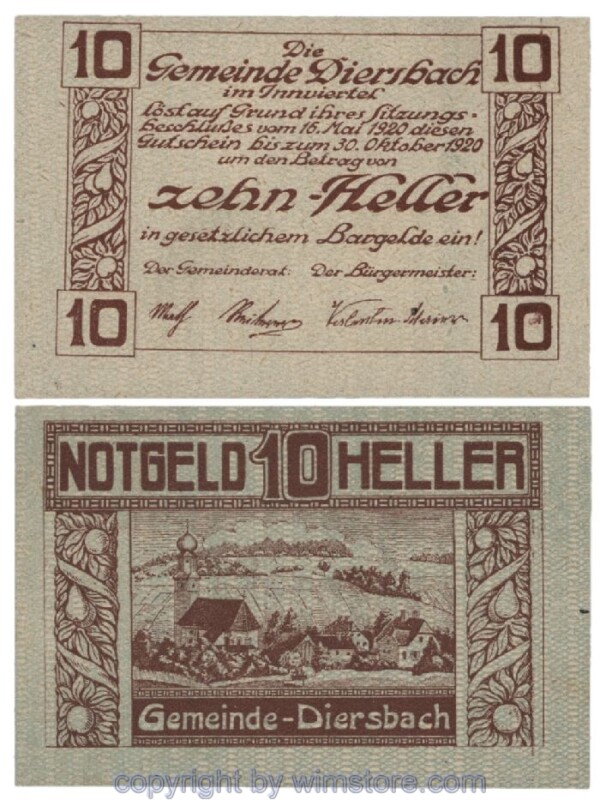 10 10
Die
Gemeinde Diersbach
im Innviertel
löst auf Grund ihres Sitzungs-
beschlußes vom 16. Mai 1920 diesen
Gutschein bis zum 30. Oktober 1920
um den Betrag von
zehn-Heller
in gesetzlichem Bargelde ein!
Der Gemeinderat: Der Bürgermeister:
10 10
NOTGELD 10 HELLER
Gemeinde-Diersbach
copyright by wimstore.com